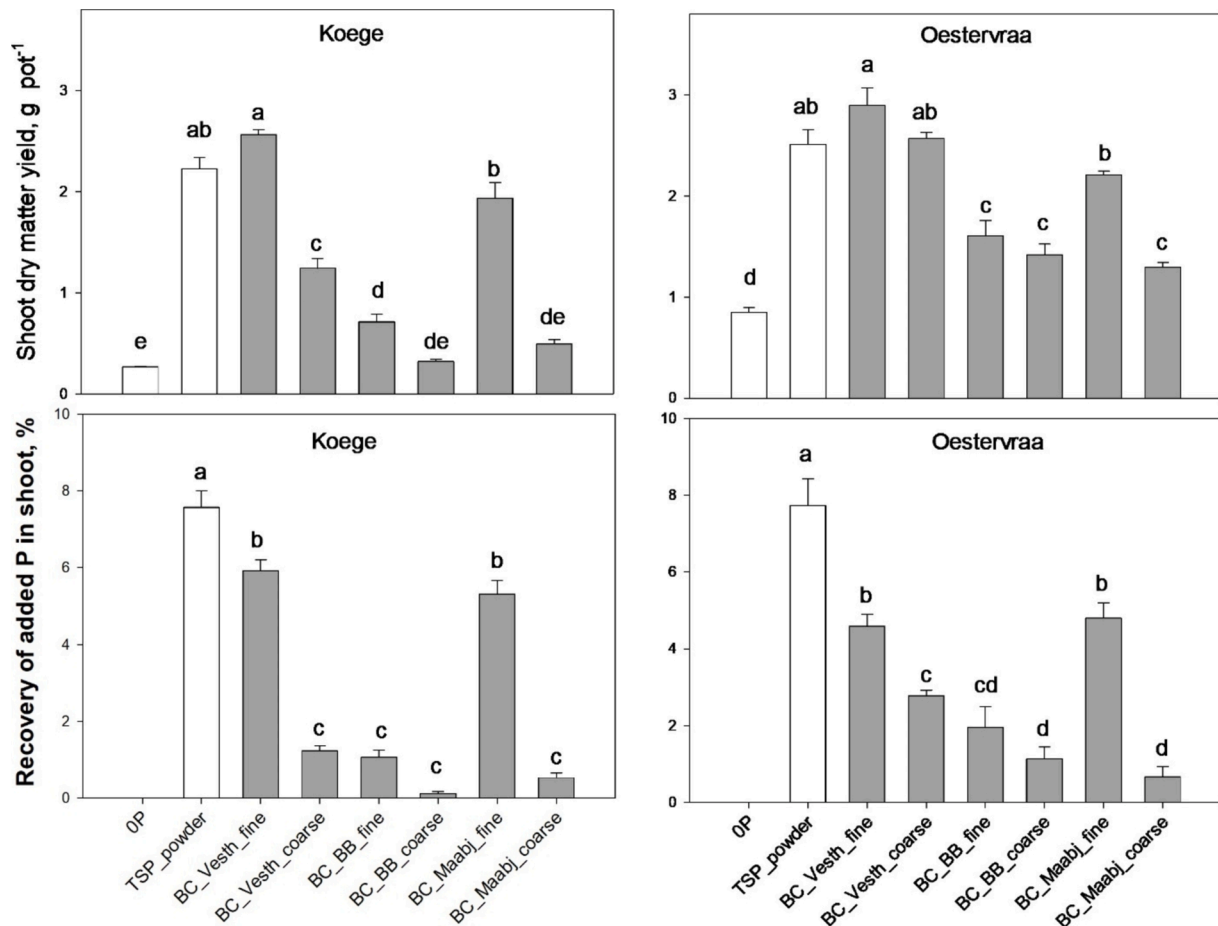 Shoot dry matter yield, g pot⁻¹
Koege
3
2
1
0
e
ab
a
c
d
de
b
de
Oestervraa
3
2
1
0
d
ab
a
ab
c
c
b
c
Recovery of added P in shoot, %
Koege
10
8
6
4
2
0
a
b
c
c
c
b
c
0P
TSP_powder
BC_Vesth_fine
BC_Vesth_coarse
BC_BB_fine
BC_BB_coarse
BC_Maabj_fine
BC_Maabj_coarse
Oestervraa
10
8
6
4
2
0
a
b
c
cd
d
b
d
0P
TSP_powder
BC_Vesth_fine
BC_Vesth_coarse
BC_BB_fine
BC_BB_coarse
BC_Maabj_fine
BC_Maabj_coarse